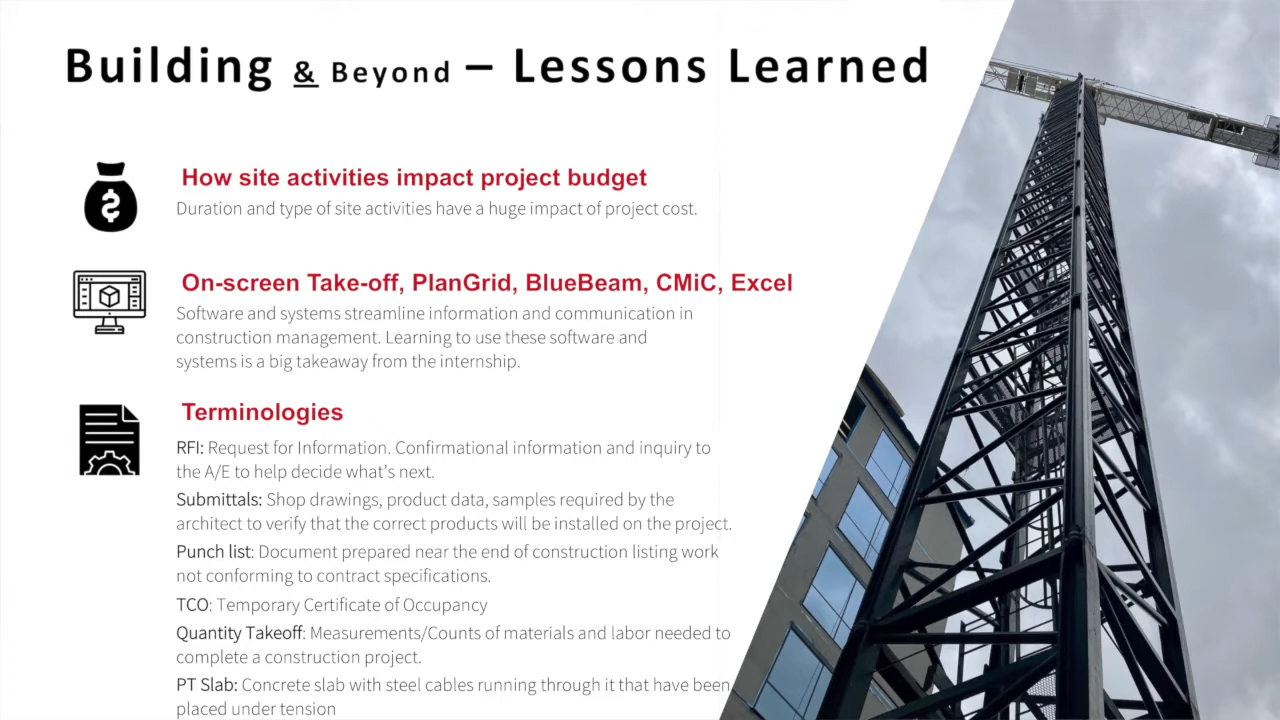 Building & Beyond – Lessons Learned
How site activities impact project budget
Duration and type of site activities have a huge impact of project cost.
On-screen Take-off, PlanGrid, BlueBeam, CMiC, Excel
Software and systems streamline information and communication in
construction management. Learning to use these software and
systems is a big takeaway from the internship.
Terminologies
RFI: Request for Information. Confirmational information and inquiry to
the A/E to help decide what’s next.
Submittals: Shop drawings, product data, samples required by the
architect to verify that the correct products will be installed on the project.
Punch list: Document prepared near the end of construction listing work
not conforming to contract specifications.
TCO: Temporary Certificate of Occupancy
Quantity Takeoff: Measurements/Counts of materials and labor needed to
complete a construction project.
PT Slab: Concrete slab with steel cables running through it that have been
placed under tension